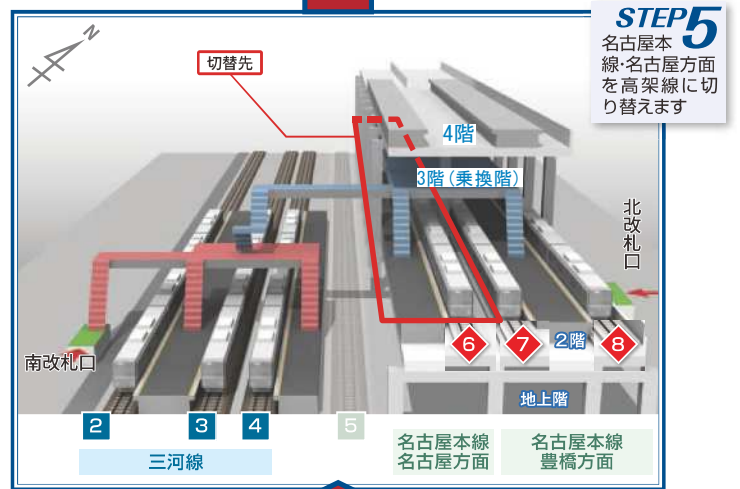 STEP5
名古屋本
線・名古屋方面
を高架線に切
り替えます
N
切替先
4階
3階(乗換階)
北改札口
南改札口
6
7
2階
8
地上階
2
3
4
5
三河線
名古屋本線
名古屋方面
名古屋本線
豊橋方面